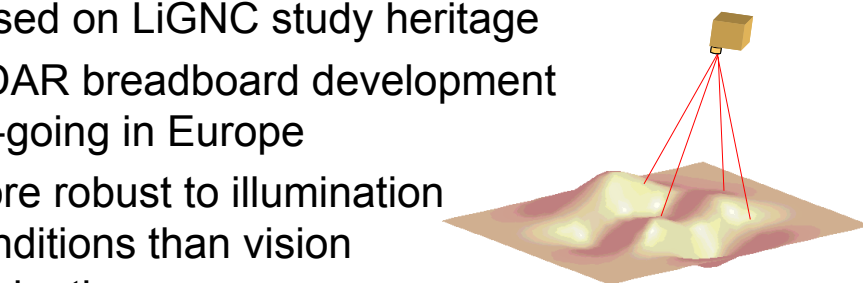 sed on LiGNC study heritage
DAR breadboard development
-going in Europe
ore robust to illumination
nditions than vision